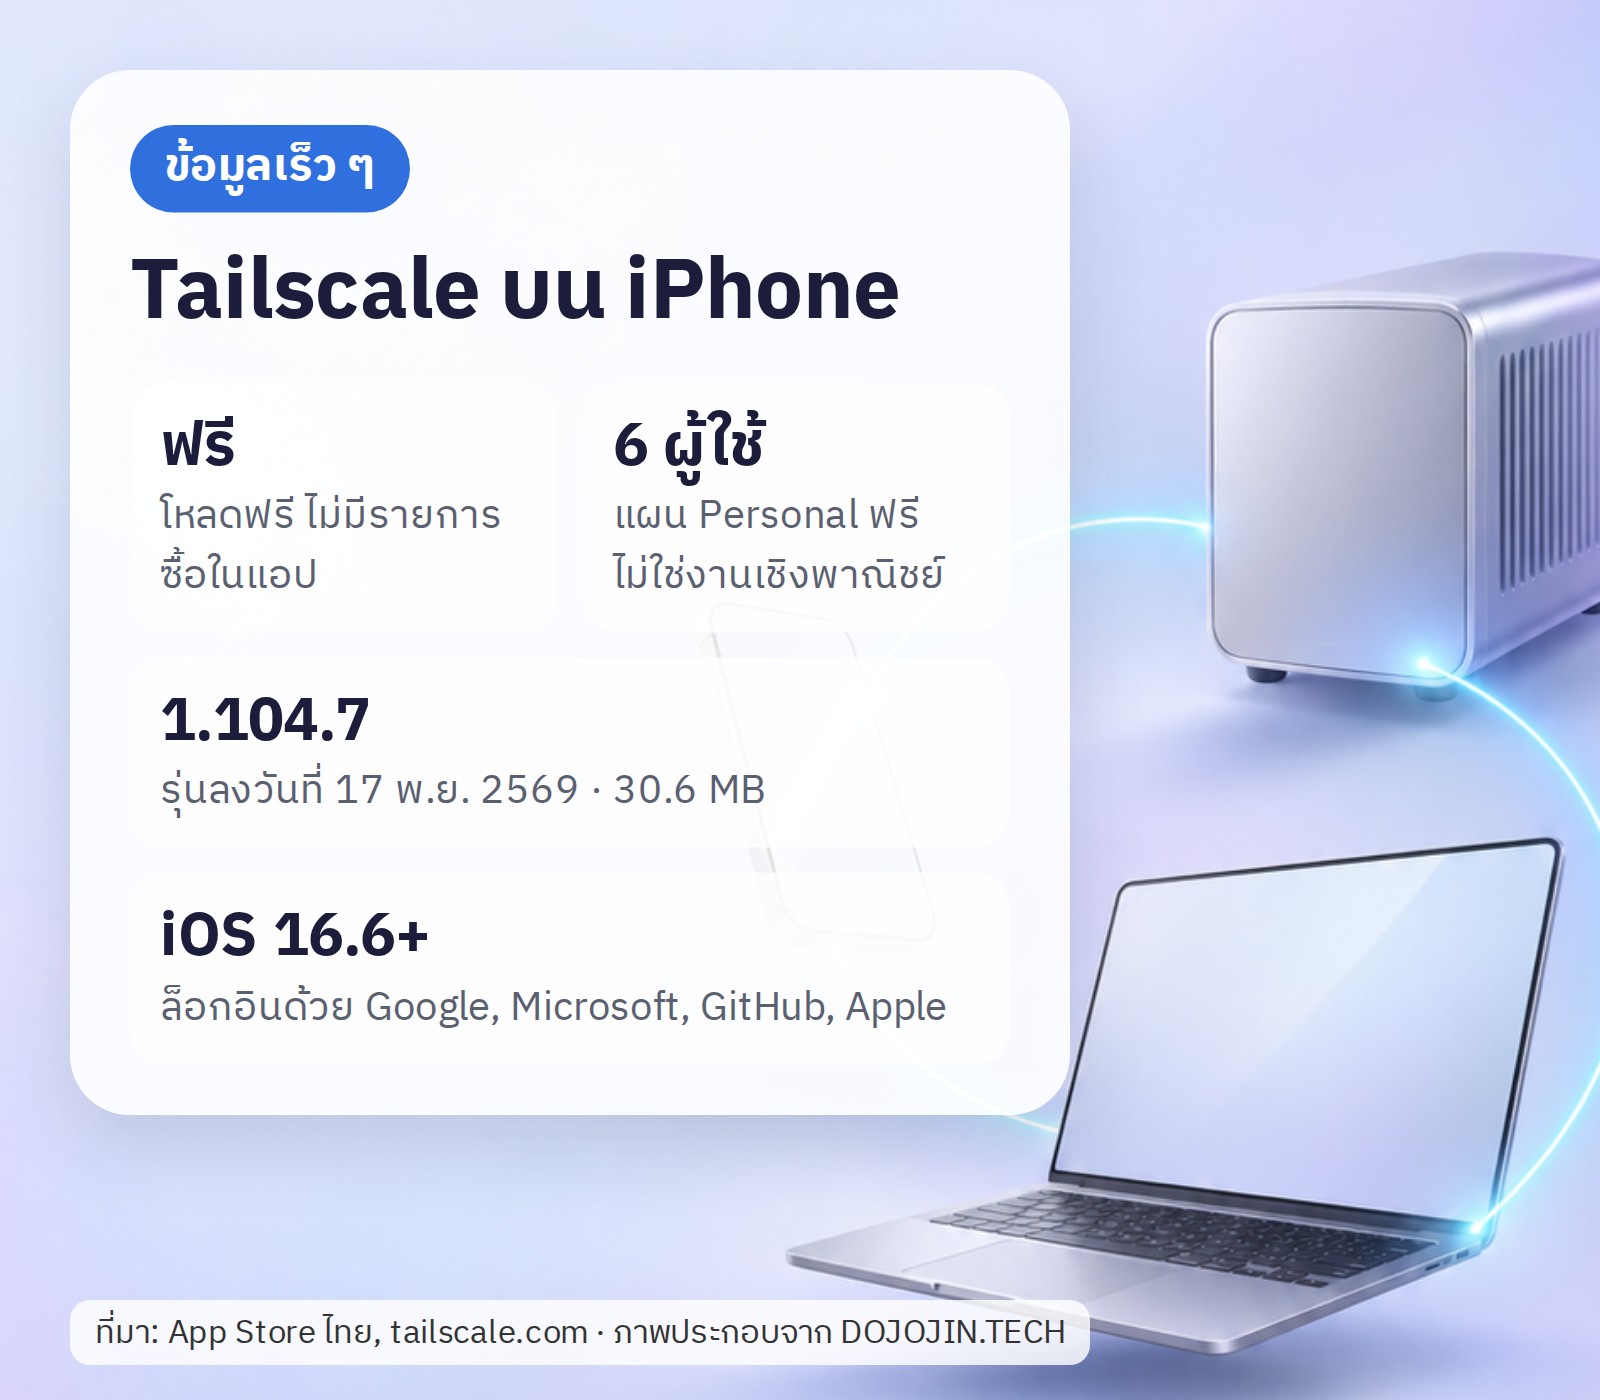 ข้อมูลเร็ว ๆ
Tailscale บน iPhone
ฟรี
โหลดฟรี ไม่มีรายการ
ซื้อในแอป
6 ผู้ใช้
แผน Personal ฟรี
ไม่ใช่งานเชิงพาณิชย์
1.104.7
รุ่นลงวันที่ 17 พ.ย. 2569 · 30.6 MB
iOS 16.6+
ล็อกอินด้วย Google, Microsoft, GitHub, Apple
ที่มา: App Store ไทย, tailscale.com · ภาพประกอบจาก DOJOJIN.TECH